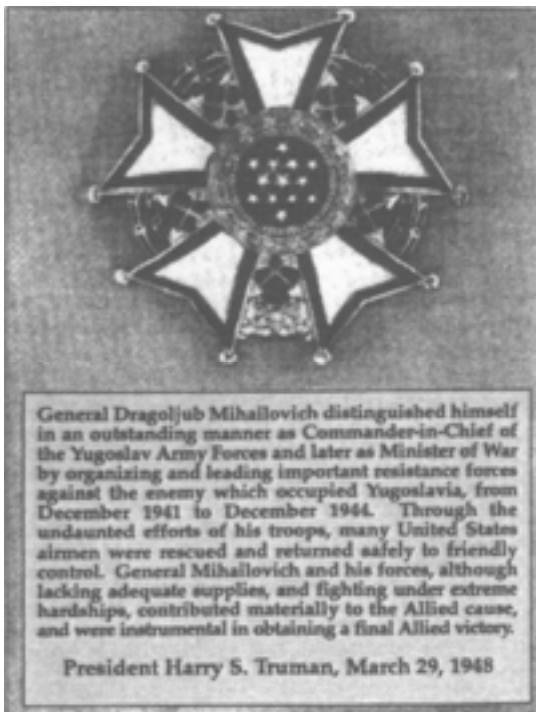 General Dragoljub Mihailovich distinguished himself
in an outstanding manner as Commander-in-Chief of
the Yugoslav Army Forces and later as Minister of War
by organizing and leading important resistance forces
against the enemy which occupied Yugoslavia, from
December 1941 to December 1944. Through the
undaunted efforts of his troops, many United States
airmen were rescued and returned safely to friendly
control. General Mihailovich and his forces, although
lacking adequate supplies, and fighting under extreme
hardships, contributed materially to the Allied cause,
and were instrumental in obtaining a final Allied victory.
President Harry S. Truman, March 29, 1948